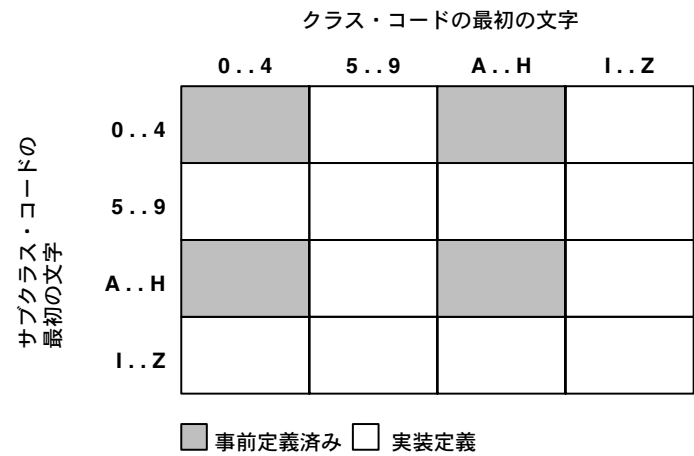 クラス・コードの最初の文字
0..4 5..9 A..H I..Z
サブクラス・コードの
最初の文字
0..4
5..9
A..H
I..Z
事前定義済み 実装定義